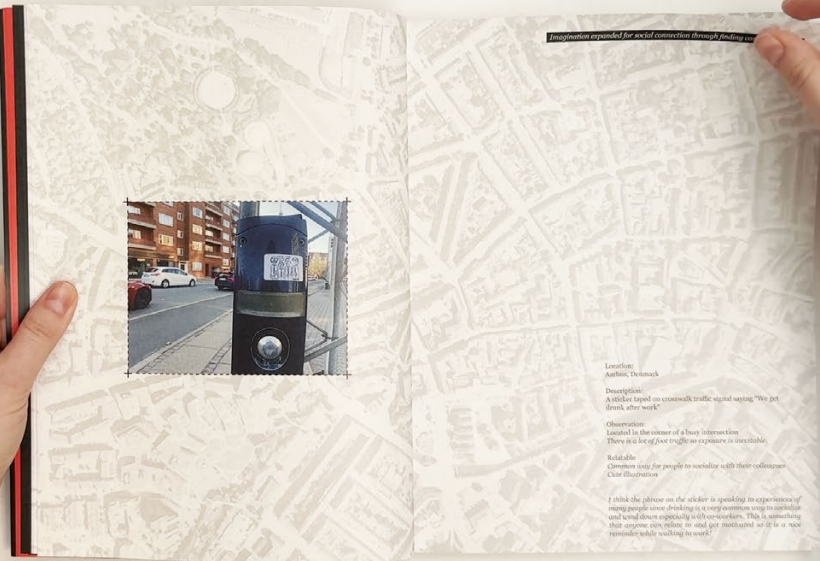 Imagination expanded for social connection through finding
Location:
Aarhus, Denmark
Description:
A sticker taped on crosswalk traffic signal saying "We get
drunk after work"
Observation:
Located in the corner of a busy intersection
There is a lot of foot traffic so exposure is inevitable.
Relatable
Common way for people to socialize with their colleagues
Cute illustration
I think the phrase on the sticker is speaking to experiences of
many people since drinking is a very common way to socialize
and wind down especially with co-workers. This is something
that anyone can relate to and get motivated so it is a nice
reminder while walking to work!